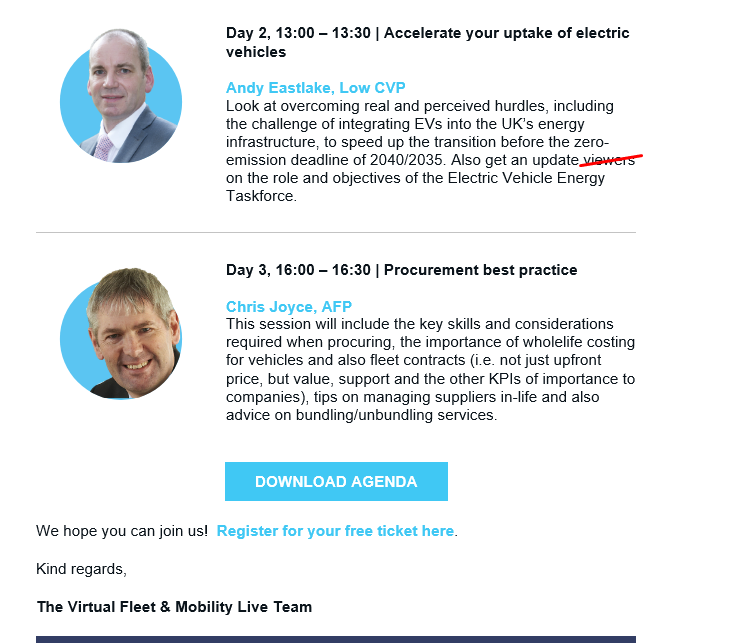 Day 2, 13:00 – 13:30 | Accelerate your uptake of electric
vehicles
Andy Eastlake, Low CVP
Look at overcoming real and perceived hurdles, including
the challenge of integrating EVs into the UK's energy
infrastructure, to speed up the transition before the zero-
emission deadline of 2040/2035. Also get an update viewers
on the role and objectives of the Electric Vehicle Energy
Taskforce.
Day 3, 16:00 – 16:30 | Procurement best practice
Chris Joyce, AFP
This session will include the key skills and considerations
required when procuring, the importance of wholelife costing
for vehicles and also fleet contracts (i.e. not just upfront
price, but value, support and the other KPIs of importance to
companies), tips on managing suppliers in-life and also
advice on bundling/unbundling services.
DOWNLOAD AGENDA
We hope you can join us! Register for your free ticket here.
Kind regards,
The Virtual Fleet & Mobility Live Team